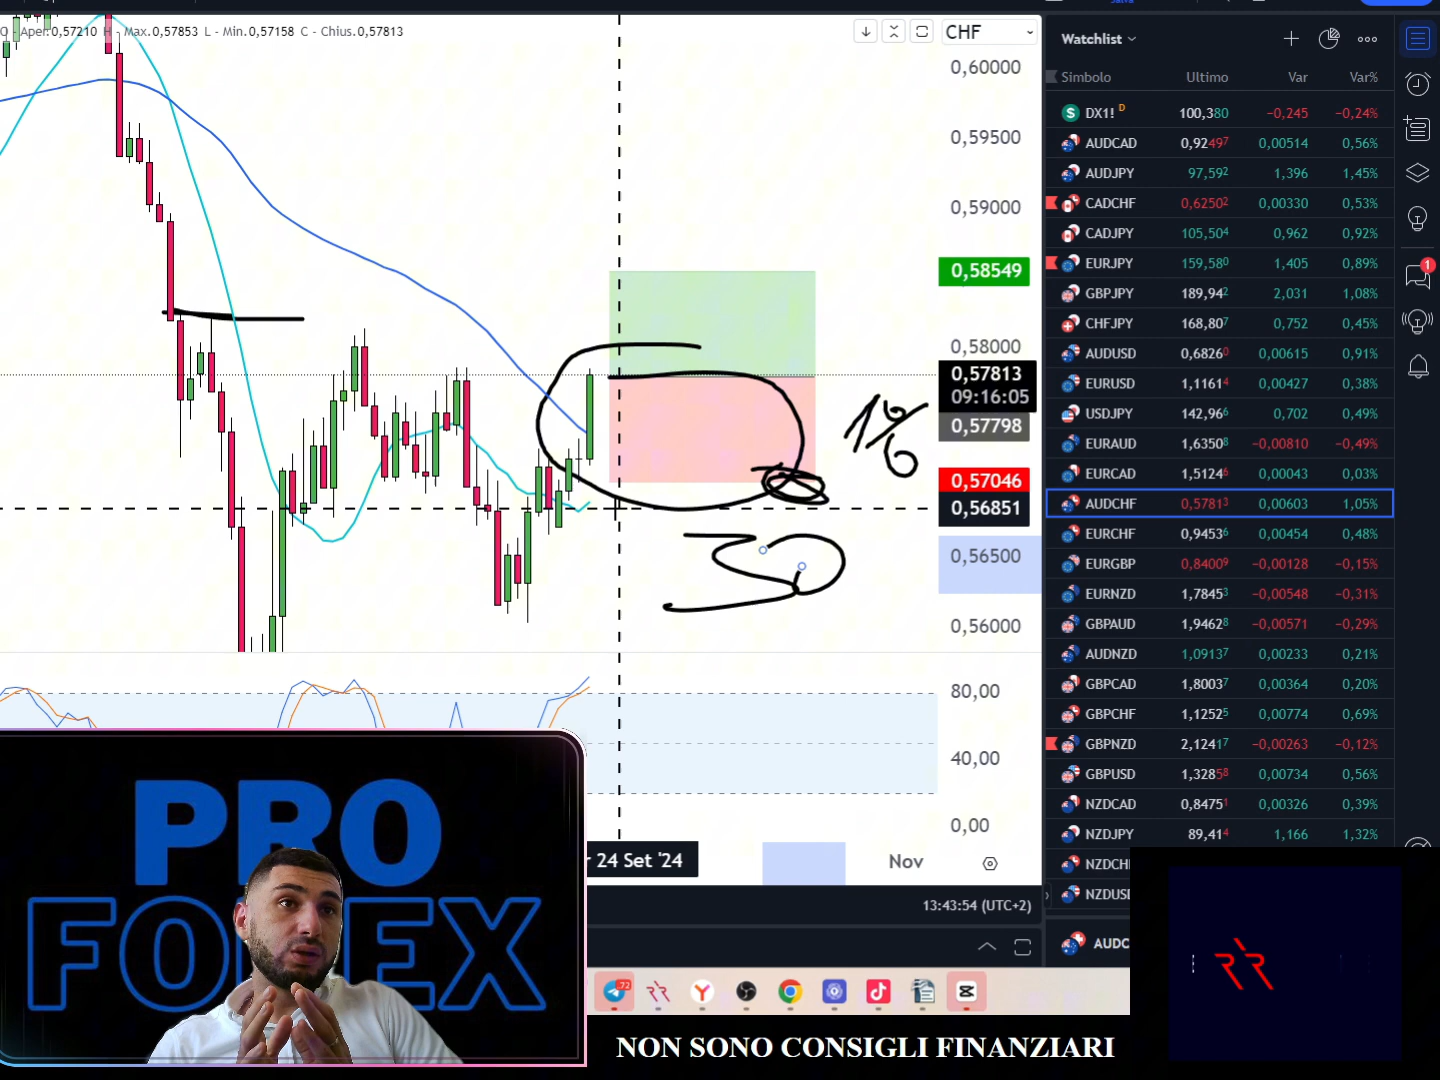 O - Aper.0,57210 H - Max.0,57853 L - Min.0,57158 C - Chius.0,57813
CHF
0,60000
0,59500
0,59000
0,58549
0,58000
0,57813
09:16:05
0,57798
0,57046
0,56851
0,56500
0,56000
1%
6
30
80,00
40,00
0,00
24 Set '24
Nov
13:43:54 (UTC+2)
Watchlist
Simbolo Ultimo Var Var%
DX1! D 100,380 −0,245 −0,24%
AUDCAD 0,92497 0,00514 0,56%
AUDJPY 97,592 1,396 1,45%
CADCHF 0,62502 0,00330 0,53%
CADJPY 105,504 0,962 0,92%
EURJPY 159,580 1,405 0,89%
GBPJPY 189,942 2,031 1,08%
CHFJPY 168,807 0,752 0,45%
AUDUSD 0,68260 0,00615 0,91%
EURUSD 1,11614 0,00427 0,38%
USDJPY 142,966 0,702 0,49%
EURAUD 1,63508 −0,00810 −0,49%
EURCAD 1,51246 0,00043 0,03%
AUDCHF 0,57813 0,00603 1,05%
EURCHF 0,94536 0,00454 0,48%
EURGBP 0,84009 −0,00128 −0,15%
EURNZD 1,78453 −0,00548 −0,31%
GBPAUD 1,94628 −0,00571 −0,29%
AUDNZD 1,09137 0,00233 0,21%
GBPCAD 1,80037 0,00364 0,20%
GBPCHF 1,12525 0,00774 0,69%
GBPNZD 2,12417 −0,00263 −0,12%
GBPUSD 1,32858 0,00734 0,56%
NZDCAD 0,84751 0,00326 0,39%
NZDJPY 89,414 1,166 1,32%
NZDCH
NZDUS
AUDC
1
72
PRO
FOREX
NON SONO CONSIGLI FINANZIARI